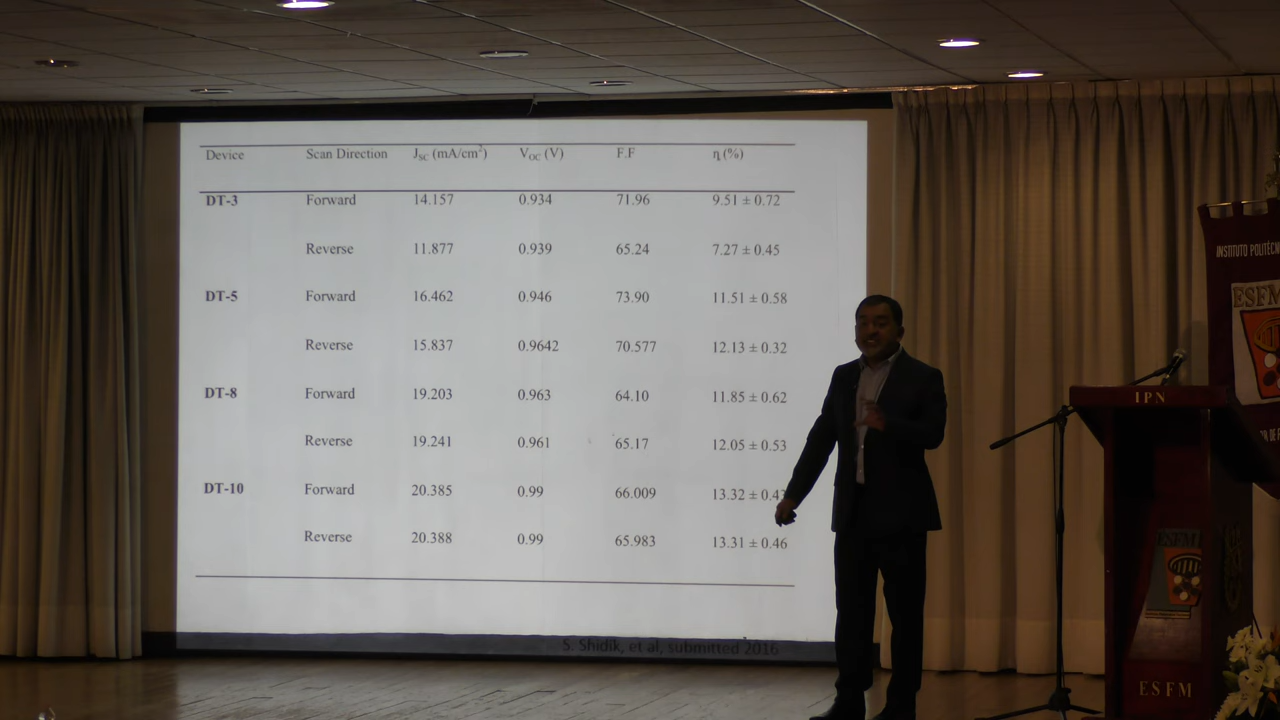 Device Scan Direction JSC (mA/cm2) VOC (V) F.F η (%)
DT-3 Forward 14.157 0.934 71.96 9.51 ± 0.72
Reverse 11.877 0.939 65.24 7.27 ± 0.45
DT-5 Forward 16.462 0.946 73.90 11.51 ± 0.58
Reverse 15.837 0.9642 70.577 12.13 ± 0.32
DT-8 Forward 19.203 0.963 64.10 11.85 ± 0.62
Reverse 19.241 0.961 65.17 12.05 ± 0.53
DT-10 Forward 20.385 0.99 66.009 13.32 ±
Reverse 20.388 0.99 65.983 13.31 ± 0.46
S. Shidik, et al, submitted 2016
INSTITUTO
ESFM
IPN
ESFM
ESFM